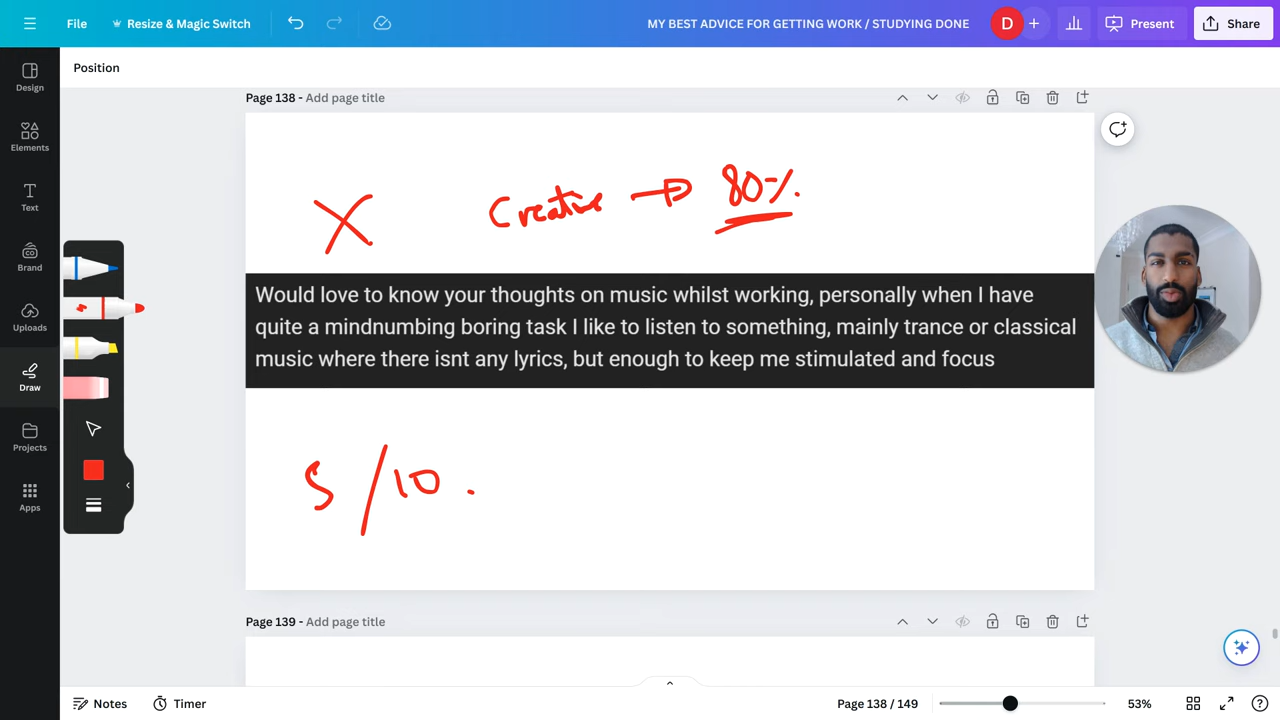 File
Resize & Magic Switch
MY BEST ADVICE FOR GETTING WORK / STUDYING DONE
D
Present
Share
Position
Design
Elements
Text
Brand
Uploads
Draw
Projects
Apps
Page 138 - Add page title
X Creative → 80%.
Would love to know your thoughts on music whilst working, personally when I have
quite a mindnumbing boring task I like to listen to something, mainly trance or classical
music where there isnt any lyrics, but enough to keep me stimulated and focus
5/10.
Page 139 - Add page title
Notes
Timer
Page 138 / 149
53%